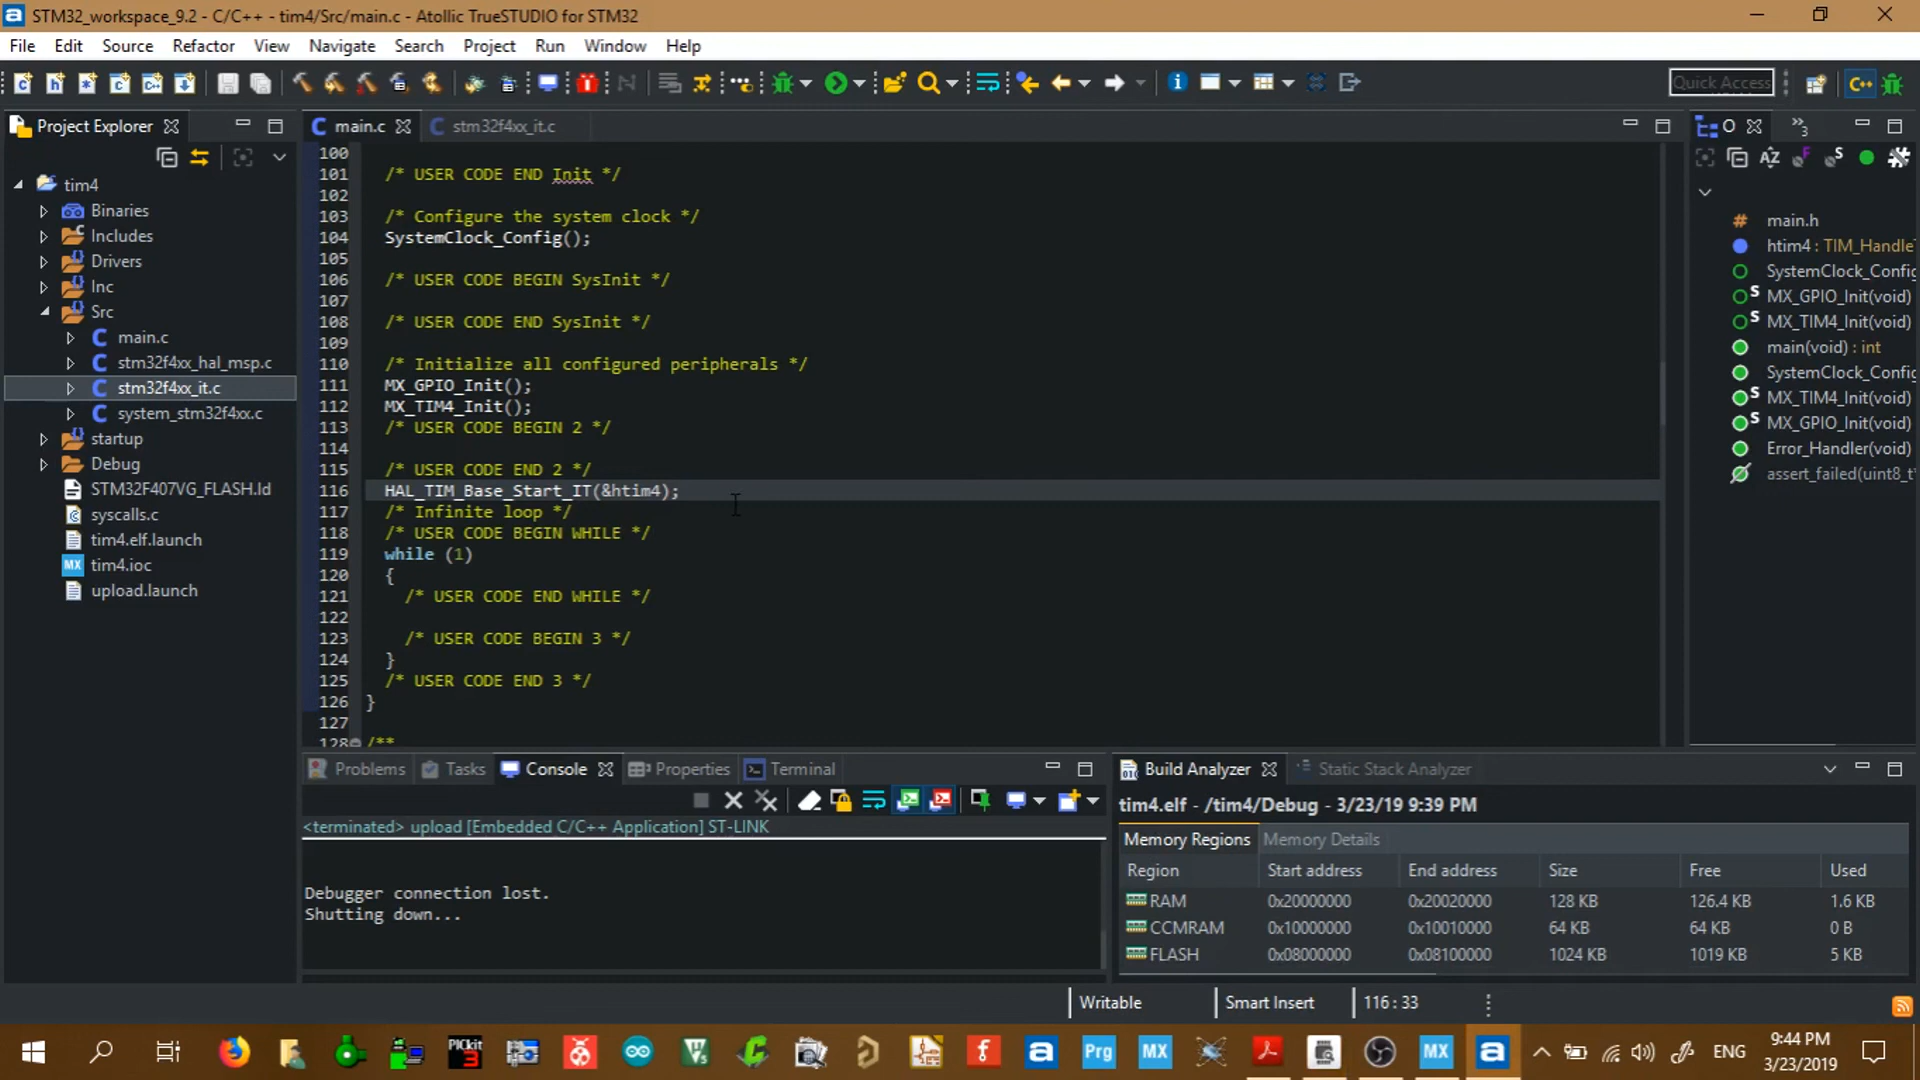 STM32_workspace_9.2 - C/C++ - tim4/Src/main.c - Atollic TrueSTUDIO for STM32
File Edit Source Refactor View Navigate Search Project Run Window Help
Quick Access
Project Explorer
tim4
Binaries
Includes
Drivers
Inc
Src
main.c
stm32f4xx_hal_msp.c
stm32f4xx_it.c
system_stm32f4xx.c
startup
Debug
STM32F407VG_FLASH.ld
syscalls.c
tim4.elf.launch
MX tim4.ioc
upload.launch
main.c stm32f4xx_it.c
100
101 /* USER CODE END Init */
102
103 /* Configure the system clock */
104 SystemClock_Config();
105
106 /* USER CODE BEGIN SysInit */
107
108 /* USER CODE END SysInit */
109
110 /* Initialize all configured peripherals */
111 MX_GPIO_Init();
112 MX_TIM4_Init();
113 /* USER CODE BEGIN 2 */
114
115 /* USER CODE END 2 */
116 HAL_TIM_Base_Start_IT(&htim4);
117 /* Infinite loop */
118 /* USER CODE BEGIN WHILE */
119 while (1)
120 {
121 /* USER CODE END WHILE */
122
123 /* USER CODE BEGIN 3 */
124 }
125 /* USER CODE END 3 */
126 }
127
128 /**
O
main.h
htim4 : TIM_HandleT
SystemClock_Config
MX_GPIO_Init(void)
MX_TIM4_Init(void)
main(void) : int
SystemClock_Config
MX_TIM4_Init(void)
MX_GPIO_Init(void)
Error_Handler(void)
assert_failed(uint8_t*
Problems Tasks Console Properties Terminal
<terminated> upload [Embedded C/C++ Application] ST-LINK
Debugger connection lost.
Shutting down...
Build Analyzer Static Stack Analyzer
tim4.elf - /tim4/Debug - 3/23/19 9:39 PM
Memory Regions Memory Details
Region Start address End address Size Free Used
RAM 0x20000000 0x20020000 128 KB 126.4 KB 1.6 KB
CCMRAM 0x10000000 0x10010000 64 KB 64 KB 0 B
FLASH 0x08000000 0x08100000 1024 KB 1019 KB 5 KB
Writable Smart Insert 116 : 33
ENG
9:44 PM
3/23/2019